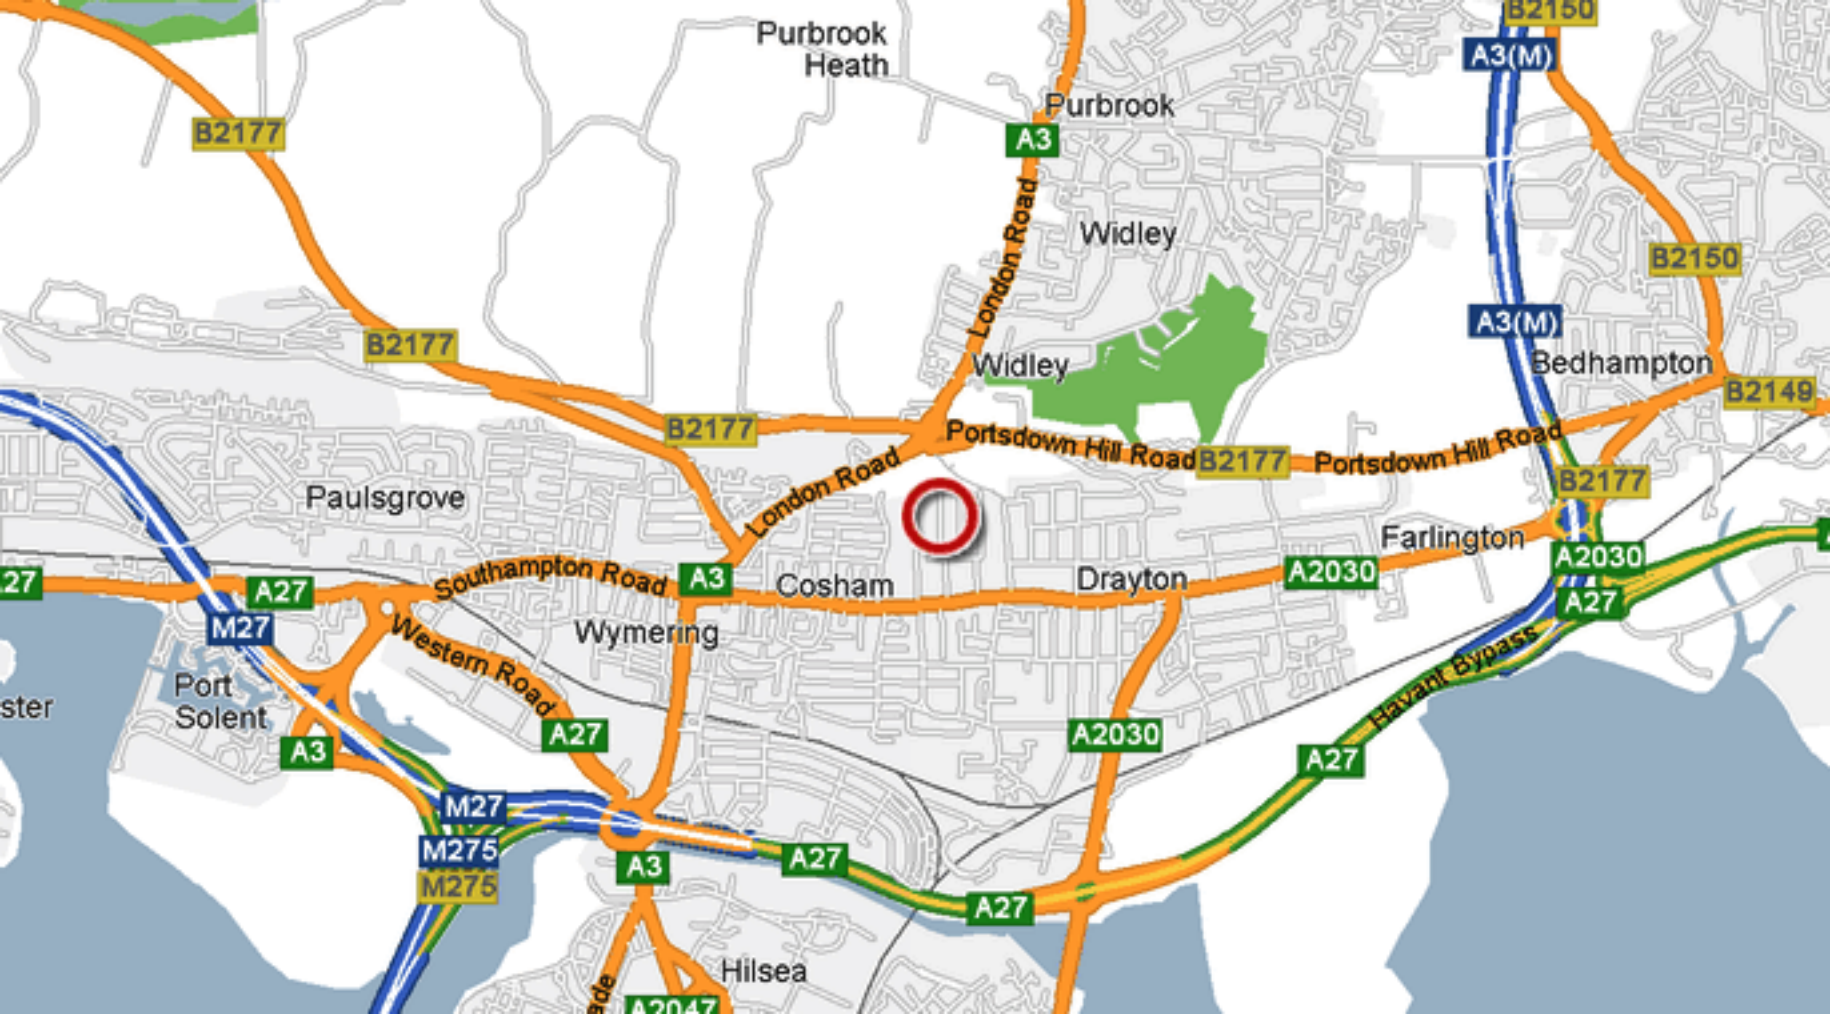 B2150
Purbrook
Heath
A3(M)
Purbrook
B2177
A3
London Road
Widley
B2150
A3(M)
B2177
Widley
Bedhampton
B2149
B2177
Portsdown Hill Road
B2177
Portsdown Hill Road
London Road
B2177
Paulsgrove
Farlington
A2030
A27
A27
Southampton Road
A3
Cosham
Drayton
A2030
A27
M27
Western Road
Wymering
Havant Bypass
Port
Solent
ster
A3
A27
A2030
A27
M27
M275
A27
A3
M275
A27
Hilsea
ade
A2047